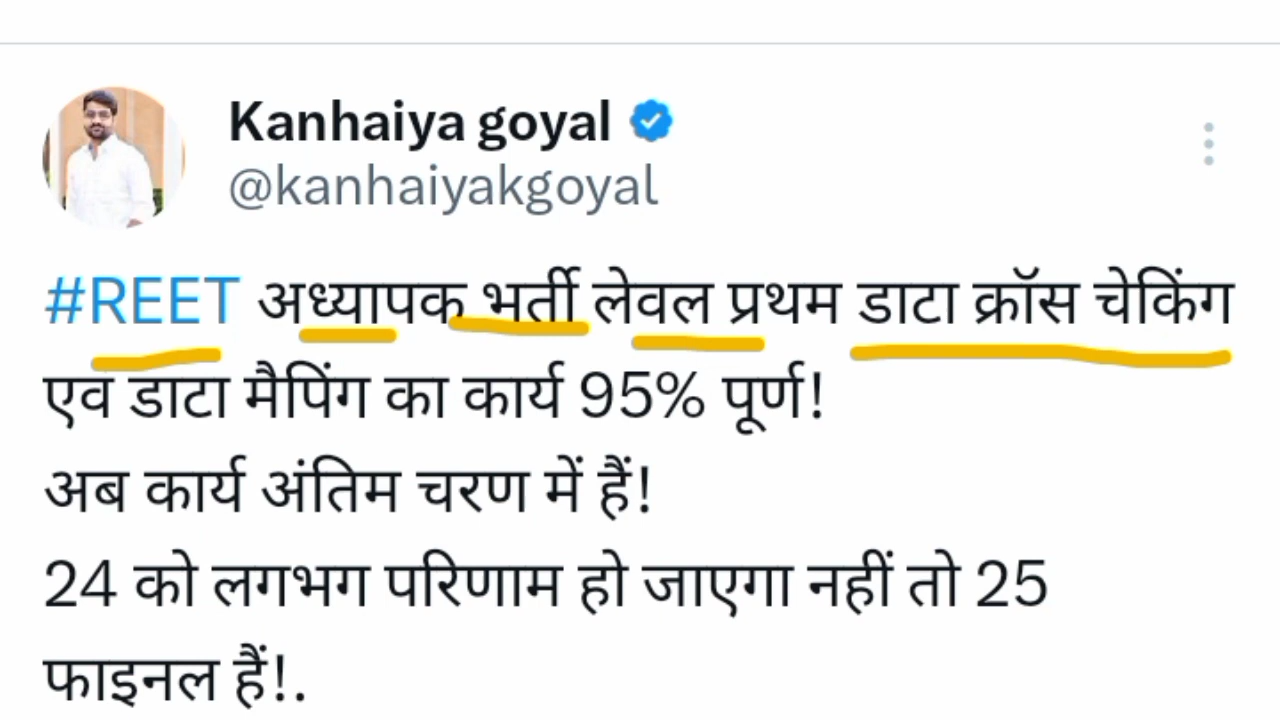 Kanhaiya goyal
@kanhaiyakgoyal
#REET अध्यापक भर्ती लेवल प्रथम डाटा क्रॉस चेकिंग
एव डाटा मैपिंग का कार्य 95% पूर्ण!
अब कार्य अंतिम चरण में हैं!
24 को लगभग परिणाम हो जाएगा नहीं तो 25
फाइनल हैं!.